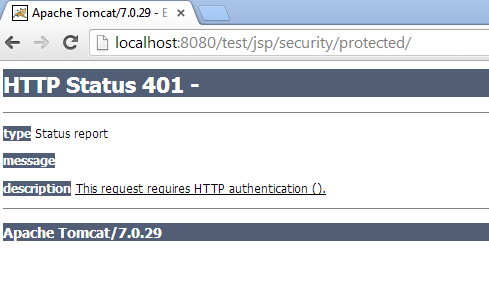 Apache Tomcat/7.0.29 - E
localhost:8080/test/jsp/security/protected/
HTTP Status 401 -
type Status report
message
description This request requires HTTP authentication ().
Apache Tomcat/7.0.29